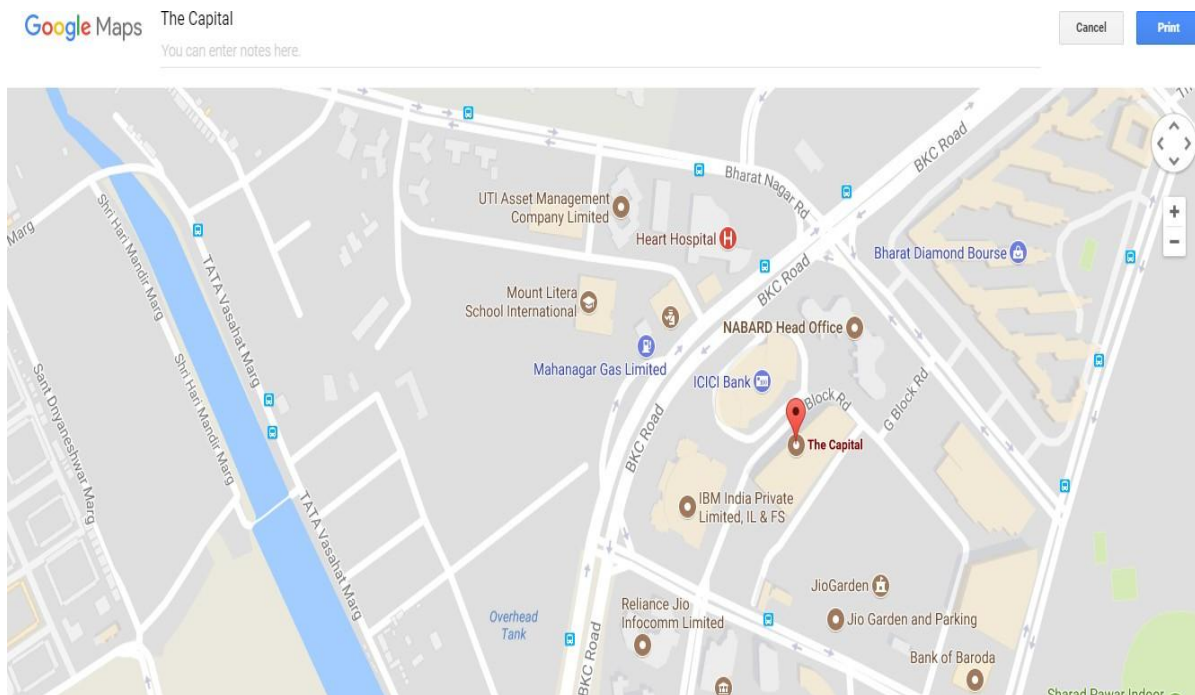 Google Maps
The Capital
You can enter notes here.
Cancel
Print
BKC Road
Bharat Nagar Rd
UTI Asset Management
Company Limited
Heart Hospital
Bharat Diamond Bourse
Marg
Shri Hari Mandir Marg
TATA Vasahat Marg
Mount Litera
School International
BKC Road
NABARD Head Office
Mahanagar Gas Limited
ICICI Bank
Block Rd
G Block Rd
The Capital
Shri Hari Mandir Marg
Sant Dnyaneshwar Marg
BKC Road
IBM India Private
Limited, IL & FS
TATA Vasahat Marg
JioGarden
Reliance Jio
Infocomm Limited
Jio Garden and Parking
Overhead
Tank
BKC Road
Bank of Baroda
Sharad Pawar Indoor